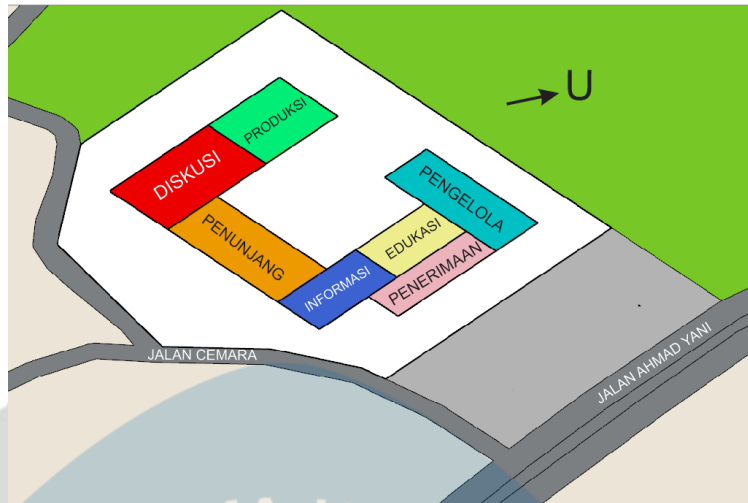 U
PRODUKSI
DISKUSI
PENGELOLA
PENUNJANG
EDUKASI
INFORMASI
PENERIMAAN
JALAN CEMARA
JALAN AHMAD YANI